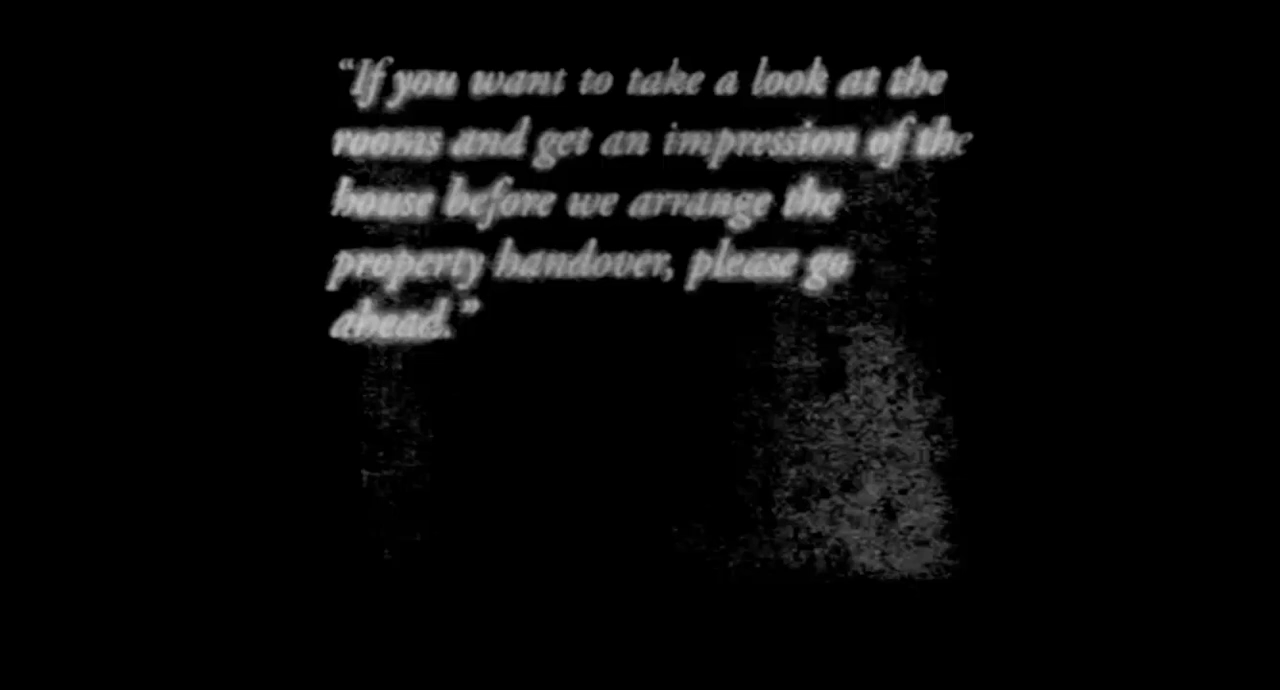 “If you want to take a look at the
rooms and get an impression of the
house before we arrange the
property handover, please go
ahead.”